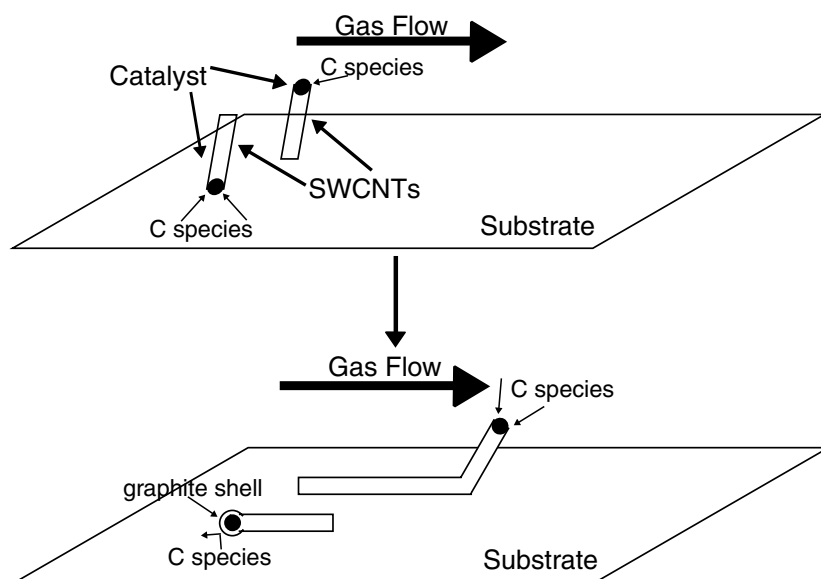 Gas Flow
C species
Catalyst
SWCNTs
C species
Substrate
Gas Flow
C species
graphite shell
C species
Substrate